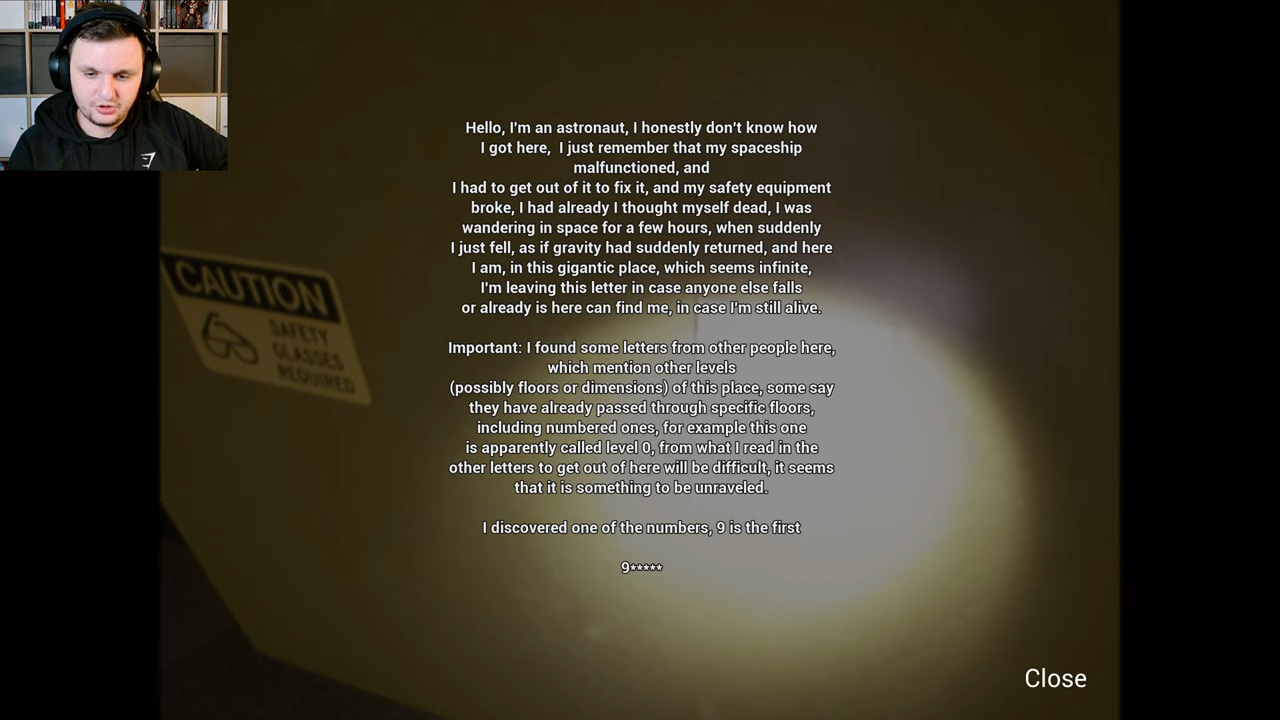 Hello, I'm an astronaut, I honestly don't know how
I got here, I just remember that my spaceship
malfunctioned, and
I had to get out of it to fix it, and my safety equipment
broke, I had already I thought myself dead, I was
wandering in space for a few hours, when suddenly
I just fell, as if gravity had suddenly returned, and here
I am, in this gigantic place, which seems infinite,
I'm leaving this letter in case anyone else falls
or already is here can find me, in case I'm still alive.
Important: I found some letters from other people here,
which mention other levels
(possibly floors or dimensions) of this place, some say
they have already passed through specific floors,
including numbered ones, for example this one
is apparently called level 0, from what I read in the
other letters to get out of here will be difficult, it seems
that it is something to be unraveled.
I discovered one of the numbers, 9 is the first
9*****
CAUTION
SAFETY
GLASSES
REQUIRED
Close